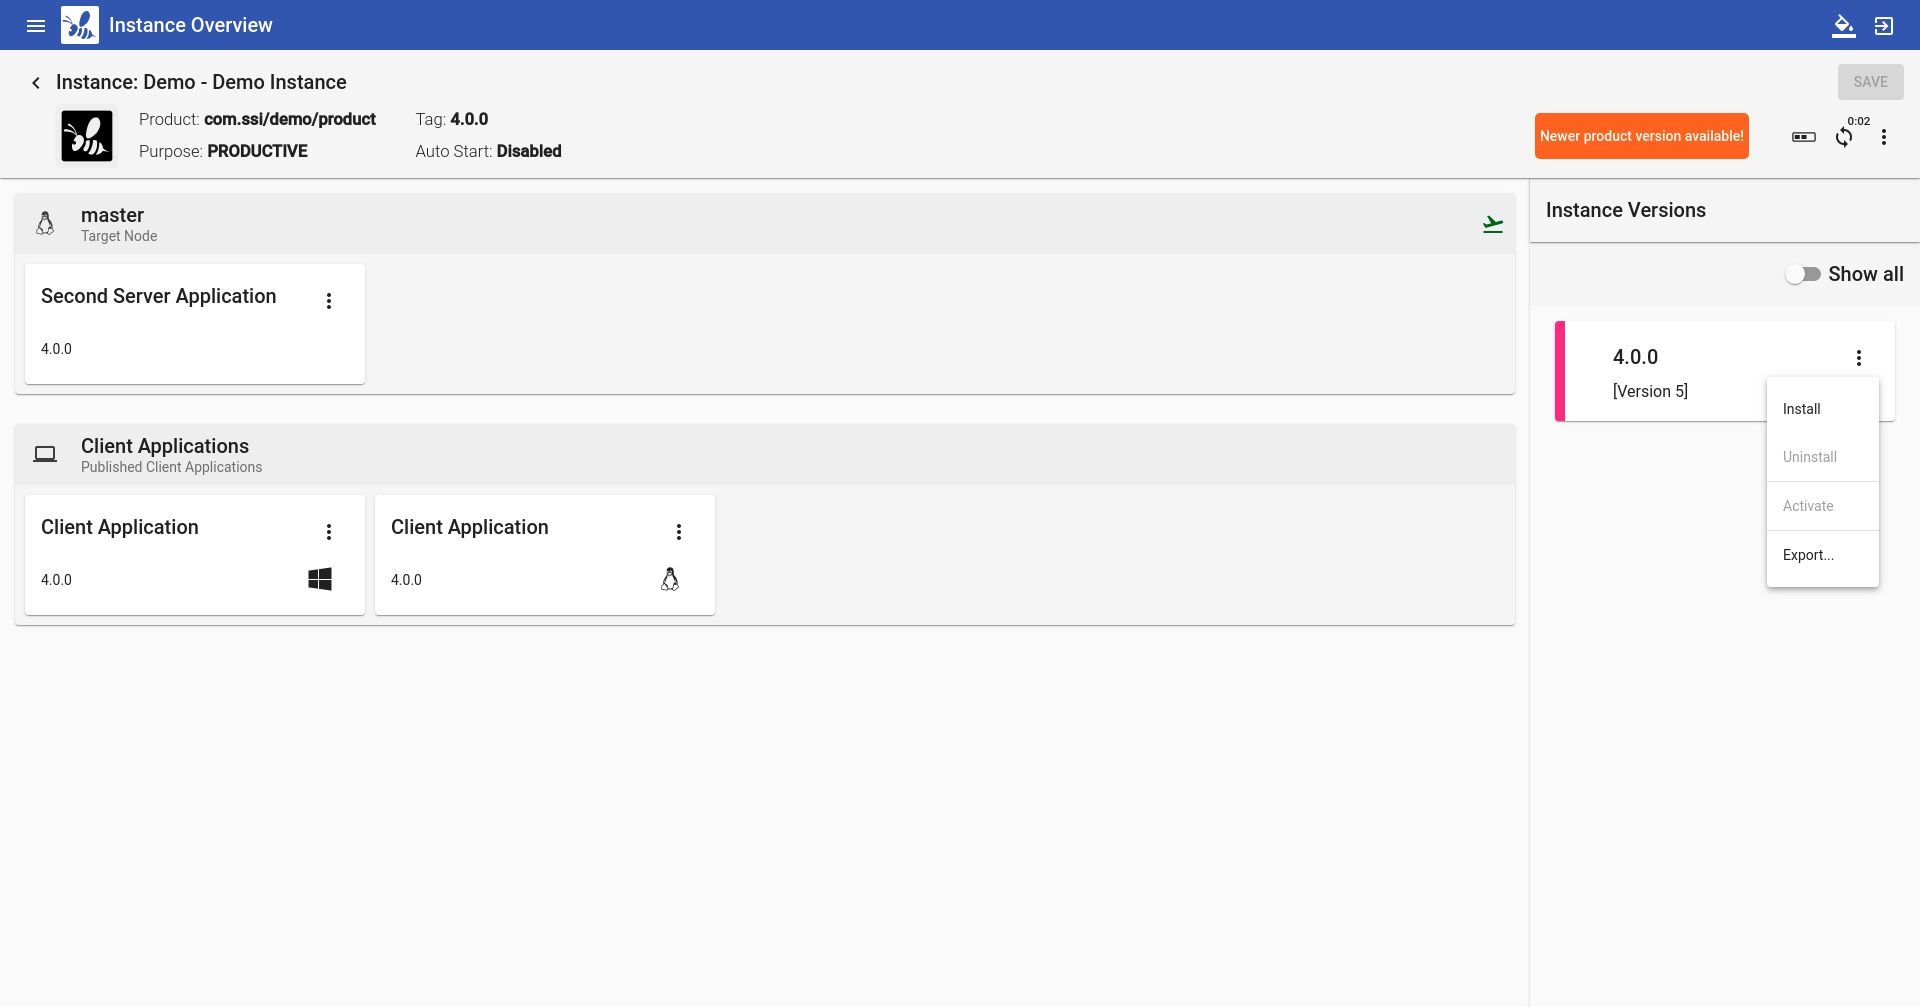 Instance Overview
Instance: Demo - Demo Instance
SAVE
Product: com.ssi/demo/product
Tag: 4.0.0
Purpose: PRODUCTIVE
Auto Start: Disabled
Newer product version available!
0:02
master
Target Node
Second Server Application
4.0.0
Client Applications
Published Client Applications
Client Application
4.0.0
Client Application
4.0.0
Instance Versions
Show all
4.0.0
[Version 5]
Install
Uninstall
Activate
Export...